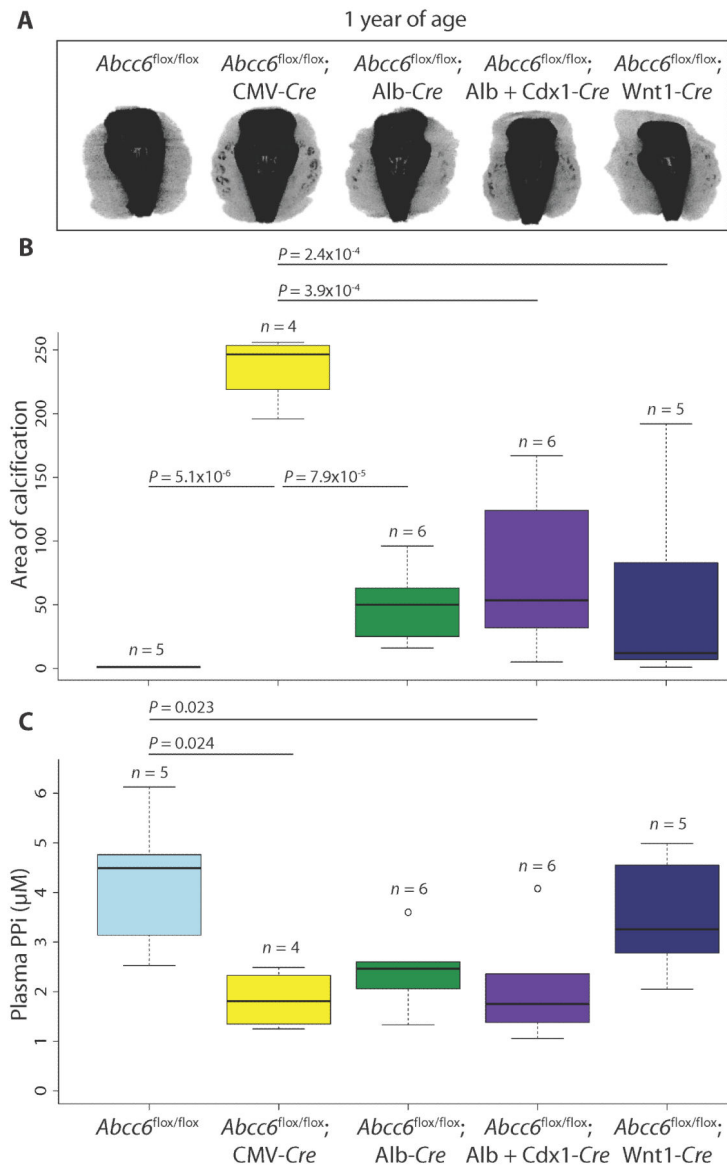 A
1 year of age
Abcc6flox/flox
Abcc6flox/flox;
CMV-Cre
Abcc6flox/flox;
Alb-Cre
Abcc6flox/flox;
Alb + Cdx1-Cre
Abcc6flox/flox;
Wnt1-Cre
B
P = 2.4x10-4
P = 3.9x10-4
n = 4
n = 5
n = 6
P = 5.1x10-6
P = 7.9x10-5
n = 6
n = 5
250
200
150
100
50
0
Area of calcification
C
P = 0.023
P = 0.024
n = 5
n = 5
n = 6
n = 6
n = 4
6
5
4
3
2
1
0
Plasma PPi (µM)
Abcc6flox/flox
Abcc6flox/flox;
CMV-Cre
Abcc6flox/flox;
Alb-Cre
Abcc6flox/flox;
Alb + Cdx1-Cre
Abcc6flox/flox;
Wnt1-Cre